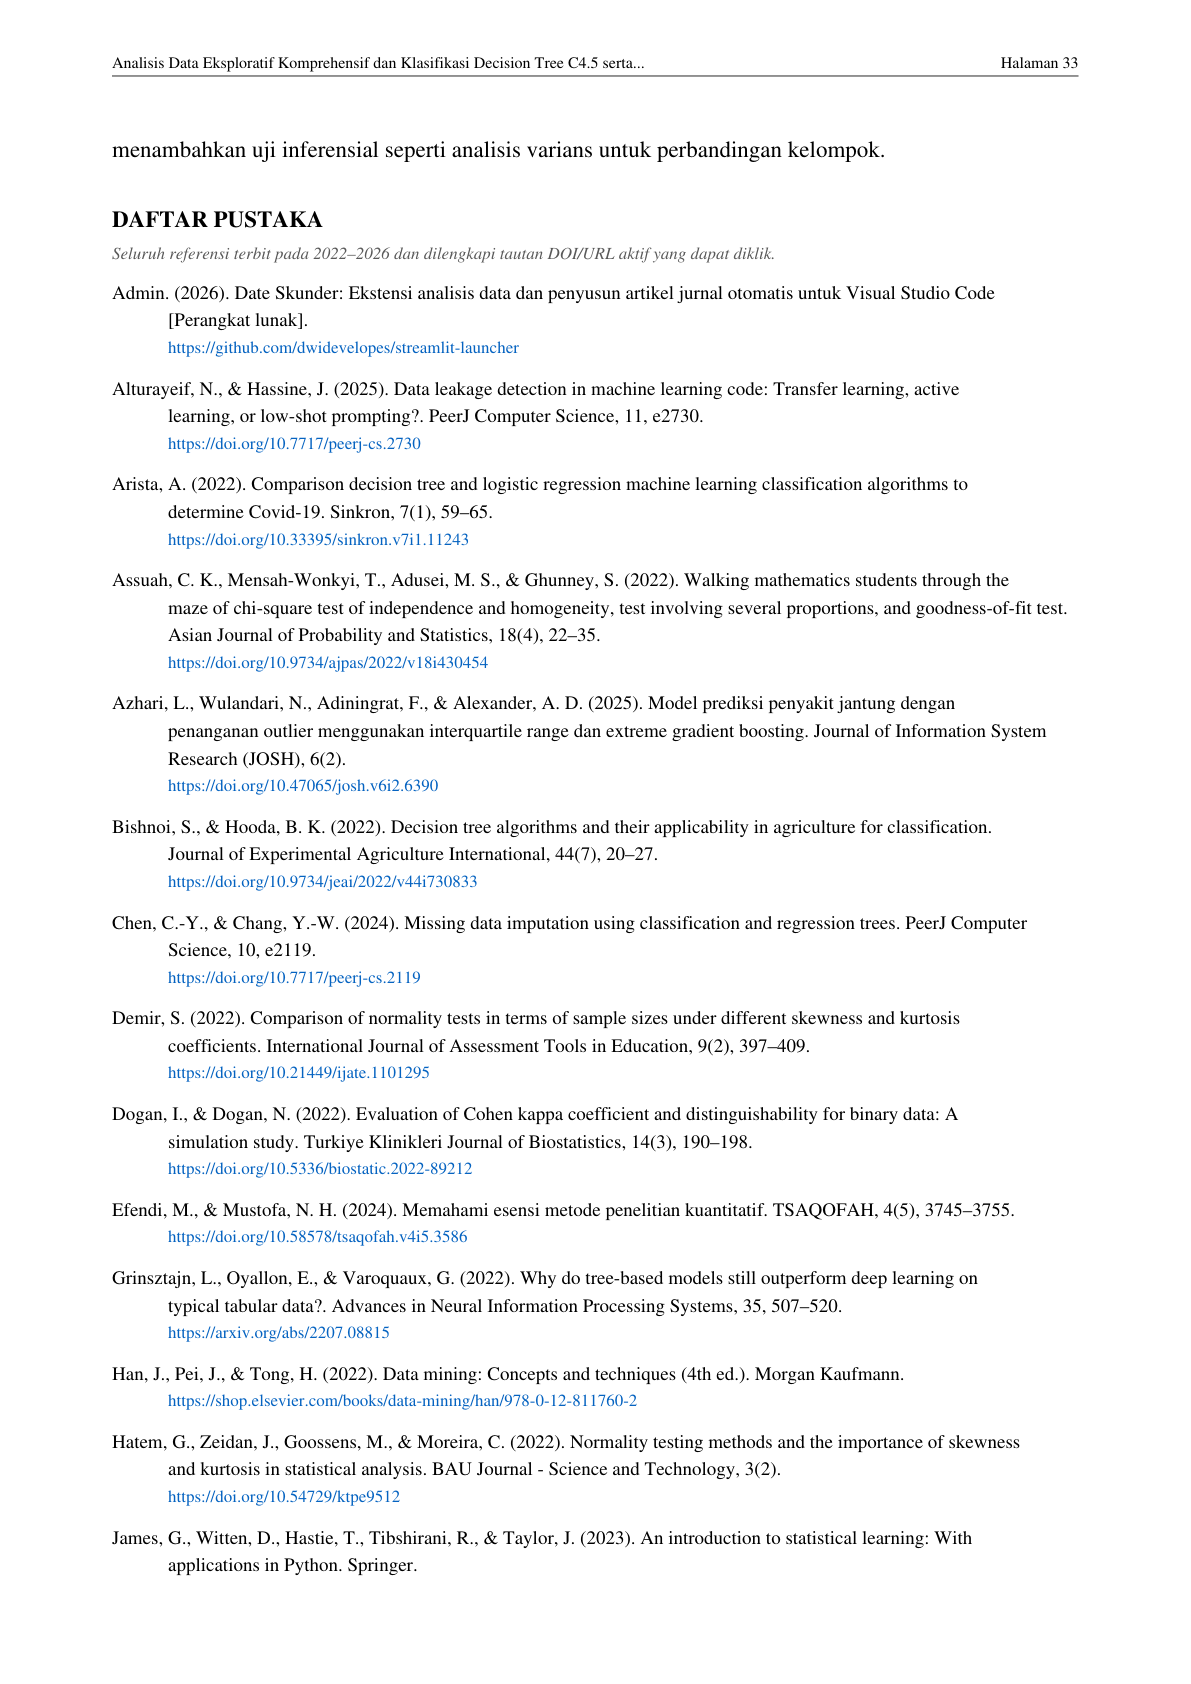 Analisis Data Eksploratif Komprehensif dan Klasifikasi Decision Tree C4.5 serta... Halaman 33
menambahkan uji inferensial seperti analisis varians untuk perbandingan kelompok.
DAFTAR PUSTAKA
Seluruh referensi terbit pada 2022–2026 dan dilengkapi tautan DOI/URL aktif yang dapat diklik.
Admin. (2026). Date Skunder: Ekstensi analisis data dan penyusun artikel jurnal otomatis untuk Visual Studio Code
[Perangkat lunak].
https://github.com/dwidevelopes/streamlit-launcher
Alturayeif, N., & Hassine, J. (2025). Data leakage detection in machine learning code: Transfer learning, active
learning, or low-shot prompting?. PeerJ Computer Science, 11, e2730.
https://doi.org/10.7717/peerj-cs.2730
Arista, A. (2022). Comparison decision tree and logistic regression machine learning classification algorithms to
determine Covid-19. Sinkron, 7(1), 59–65.
https://doi.org/10.33395/sinkron.v7i1.11243
Assuah, C. K., Mensah-Wonkyi, T., Adusei, M. S., & Ghunney, S. (2022). Walking mathematics students through the
maze of chi-square test of independence and homogeneity, test involving several proportions, and goodness-of-fit test.
Asian Journal of Probability and Statistics, 18(4), 22–35.
https://doi.org/10.9734/ajpas/2022/v18i430454
Azhari, L., Wulandari, N., Adiningrat, F., & Alexander, A. D. (2025). Model prediksi penyakit jantung dengan
penanganan outlier menggunakan interquartile range dan extreme gradient boosting. Journal of Information System
Research (JOSH), 6(2).
https://doi.org/10.47065/josh.v6i2.6390
Bishnoi, S., & Hooda, B. K. (2022). Decision tree algorithms and their applicability in agriculture for classification.
Journal of Experimental Agriculture International, 44(7), 20–27.
https://doi.org/10.9734/jeai/2022/v44i730833
Chen, C.-Y., & Chang, Y.-W. (2024). Missing data imputation using classification and regression trees. PeerJ Computer
Science, 10, e2119.
https://doi.org/10.7717/peerj-cs.2119
Demir, S. (2022). Comparison of normality tests in terms of sample sizes under different skewness and kurtosis
coefficients. International Journal of Assessment Tools in Education, 9(2), 397–409.
https://doi.org/10.21449/ijate.1101295
Dogan, I., & Dogan, N. (2022). Evaluation of Cohen kappa coefficient and distinguishability for binary data: A
simulation study. Turkiye Klinikleri Journal of Biostatistics, 14(3), 190–198.
https://doi.org/10.5336/biostatic.2022-89212
Efendi, M., & Mustofa, N. H. (2024). Memahami esensi metode penelitian kuantitatif. TSAQOFAH, 4(5), 3745–3755.
https://doi.org/10.58578/tsaqofah.v4i5.3586
Grinsztajn, L., Oyallon, E., & Varoquaux, G. (2022). Why do tree-based models still outperform deep learning on
typical tabular data?. Advances in Neural Information Processing Systems, 35, 507–520.
https://arxiv.org/abs/2207.08815
Han, J., Pei, J., & Tong, H. (2022). Data mining: Concepts and techniques (4th ed.). Morgan Kaufmann.
https://shop.elsevier.com/books/data-mining/han/978-0-12-811760-2
Hatem, G., Zeidan, J., Goossens, M., & Moreira, C. (2022). Normality testing methods and the importance of skewness
and kurtosis in statistical analysis. BAU Journal - Science and Technology, 3(2).
https://doi.org/10.54729/ktpe9512
James, G., Witten, D., Hastie, T., Tibshirani, R., & Taylor, J. (2023). An introduction to statistical learning: With
applications in Python. Springer.